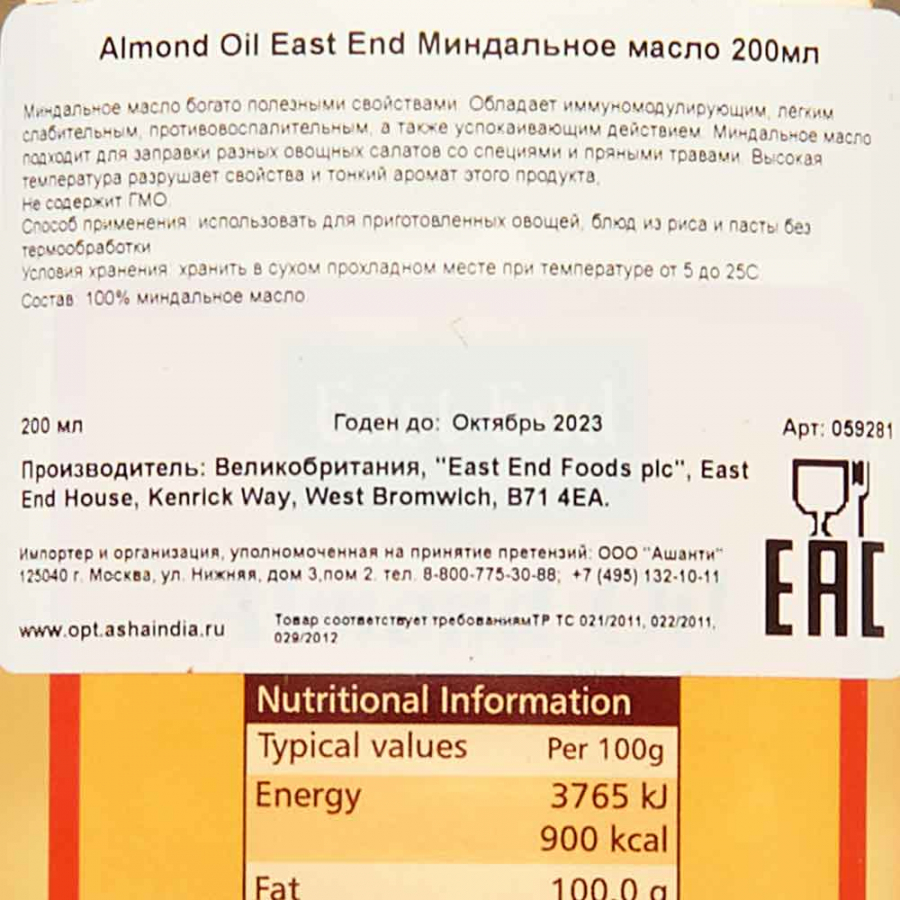 Almond Oil East End Миндальное масло 200мл
Миндальное масло богато полезными свойствами. Обладает иммуномодулирующим, легким
слабительным, противовоспалительным, а также успокаивающим действием. Миндальное масло
подходит для заправки разных овощных салатов со специями и пряными травами. Высокая
температура разрушает свойства и тонкий аромат этого продукта.
Не содержит ГМО.
Способ применения: использовать для приготовленных овощей, блюд из риса и пасты без
термообработки
Условия хранения: хранить в сухом прохладном месте при температуре от 5 до 25С
Состав: 100% миндальное масло
200 мл Годен до: Октябрь 2023 Арт: 059281
Производитель: Великобритания, "East End Foods plc", East
End House, Kenrick Way, West Bromwich, B71 4EA.
Импортер и организация, уполномоченная на принятие претензий: ООО "Ашанти"
125040 г. Москва, ул. Нижняя, дом 3,пом 2. тел. 8-800-775-30-88; +7 (495) 132-10-11
www.opt.ashaindia.ru Товар соответствует требованиямТР ТС 021/2011, 022/2011,
029/2012
EAC
Nutritional Information
Typical values Per 100g
Energy 3765 kJ
900 kcal
Fat 100.0 g